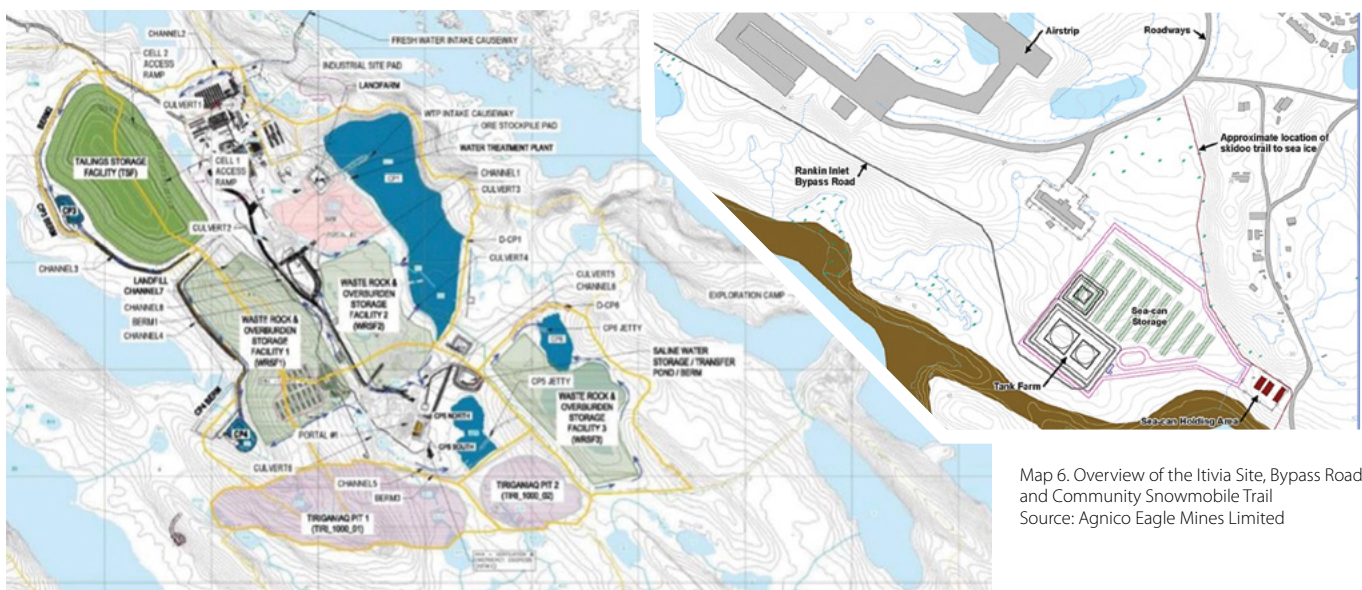 CHANNEL2
CELL 2
ACCESS
RAMP
CULVERT1
FRESH WATER INTAKE CAUSEWAY
INDUSTRIAL SITE PAD
LANDFARM
WTP INTAKE CAUSEWAY
ORE STOCKPILE PAD
WATER TREATMENT PLANT
CP1
CHANNEL1
CULVERT3
TAILINGS STORAGE
FACILITY (TSF)
CELL 1
ACCESS
RAMP
CP3
CP3 BERM
CULVERT2
D-CP1
CULVERT4
CHANNEL3
LANDFILL
CHANNEL7
CHANNEL8
BERM1
CHANNEL4
WASTE ROCK &
OVERBURDEN
STORAGE
FACILITY 2
(WRSF2)
WASTE ROCK &
OVERBURDEN
STORAGE
FACILITY 1
(WRSF1)
CULVERT5
CHANNEL6
D-CP6
CP6 JETTY
EXPLORATION CAMP
SALINE WATER
STORAGE / TRANSFER
POND / BERM
CP5 JETTY
WASTE ROCK &
OVERBURDEN
STORAGE
FACILITY 3
(WRSF3)
CP4 BERM
CP4
PORTAL #1
CP5 NORTH
CP5 SOUTH
CULVERT6
CHANNEL5
BERM3
TIRIGANIAQ PIT 1
(TIRI_1000_01)
TIRIGANIAQ PIT 2
(TIRI_1000_02)
Airstrip
Roadways
Approximate location of
skidoo trail to sea ice
Rankin Inlet
Bypass Road
Sea-can
Storage
Tank Farm
Sea-can Holding Area
Map 6. Overview of the Itivia Site, Bypass Road
and Community Snowmobile Trail
Source: Agnico Eagle Mines Limited